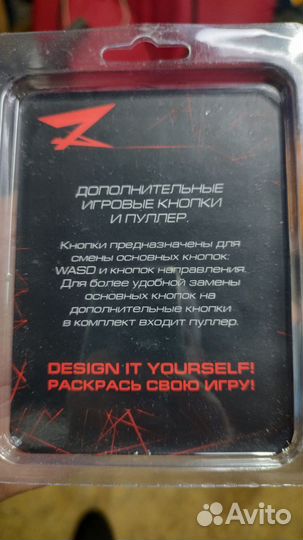 ДОПОЛНИТЕЛЬНЫЕ
ИГРОВЫЕ КНОПКИ
И ПУЛЛЕР.
Кнопки предназначены для
смены основных кнопок:
WASD и кнопок направления.
Для более удобной замены
основных кнопок на
дополнительные кнопки
в комплект входит пуллер.
DESIGN IT YOURSELF!
РАСКРАСЬ СВОЮ ИГРУ!
Avito